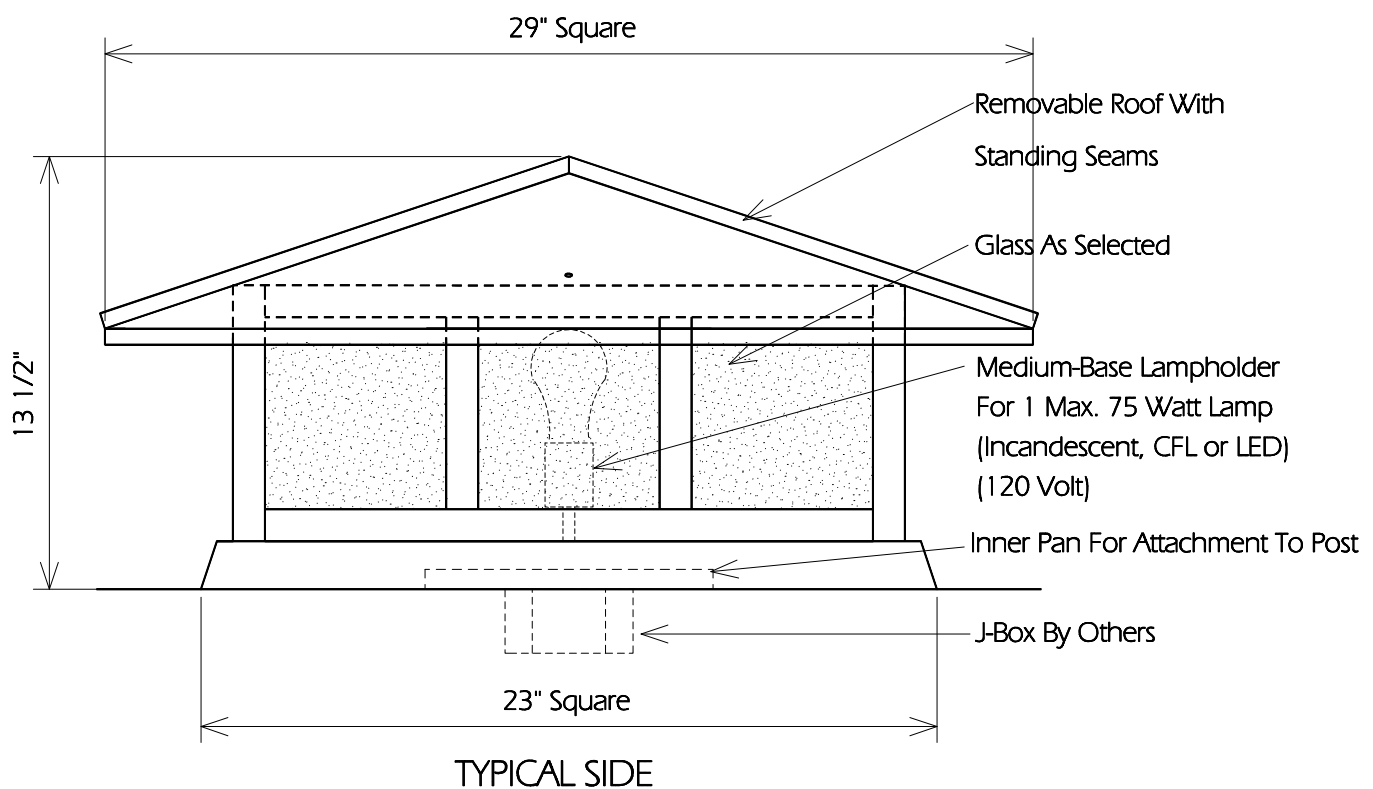 29" Square
Removable Roof With
Standing Seams
Glass As Selected
13 1/2"
Medium-Base Lampholder
For 1 Max. 75 Watt Lamp
(Incandescent, CFL or LED)
(120 Volt)
Inner Pan For Attachment To Post
J-Box By Others
23" Square
TYPICAL SIDE